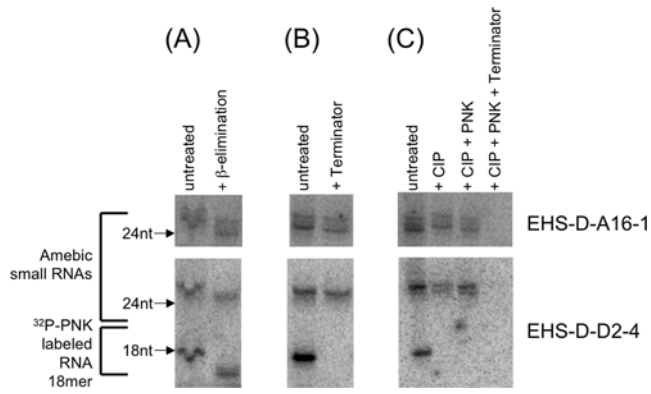 (A) (B) (C)
untreated
+ β-elimination
untreated
+ Terminator
untreated
+ CIP
+ CIP + PNK
+ CIP + PNK + Terminator
24nt
EHS-D-A16-1
Amebic
small RNAs
24nt
EHS-D-D2-4
³²P-PNK
labeled
RNA
18mer
18nt